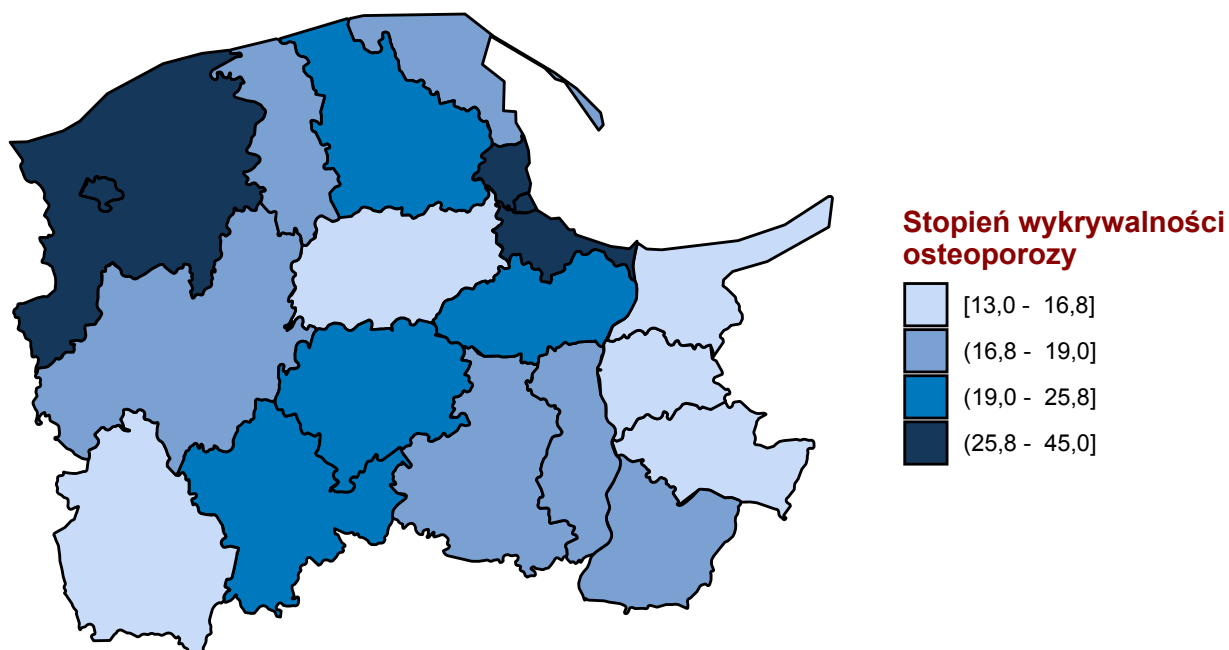 Stopień wykrywalności
osteoporozy
[13,0 - 16,8]
(16,8 - 19,0]
(19,0 - 25,8]
(25,8 - 45,0]